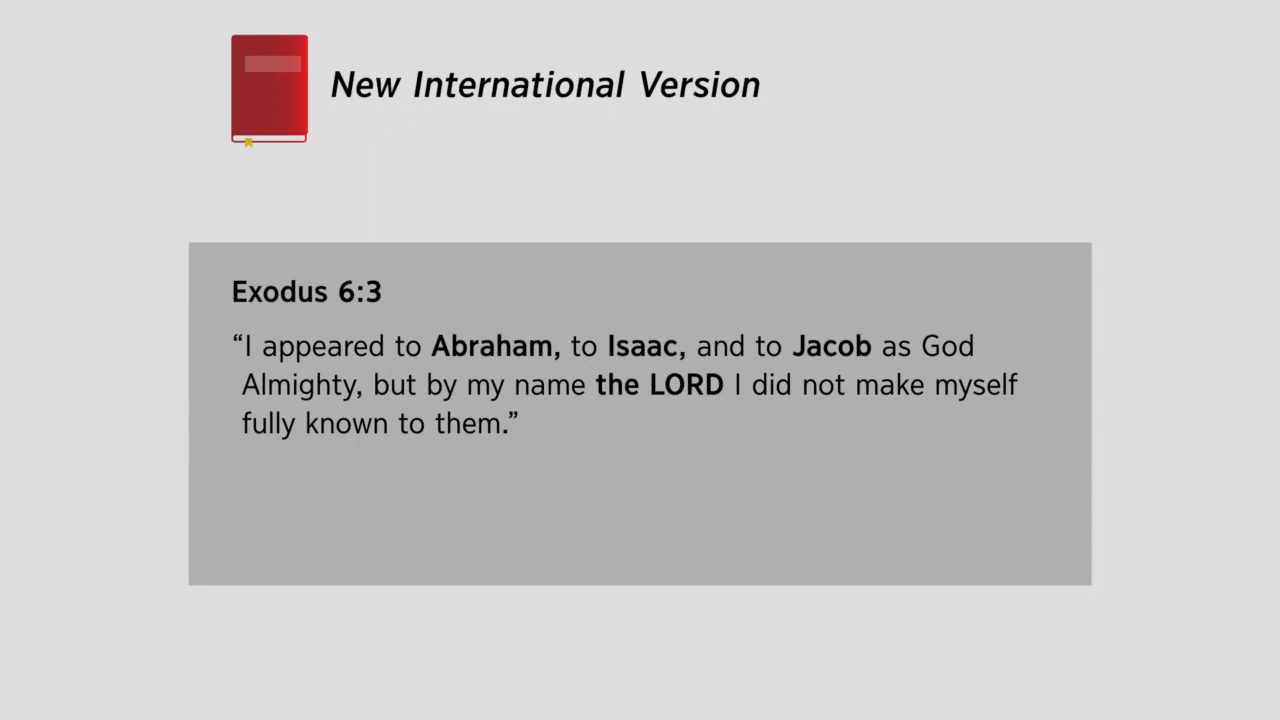 New International Version
Exodus 6:3
“I appeared to Abraham, to Isaac, and to Jacob as God
Almighty, but by my name the LORD I did not make myself
fully known to them.”